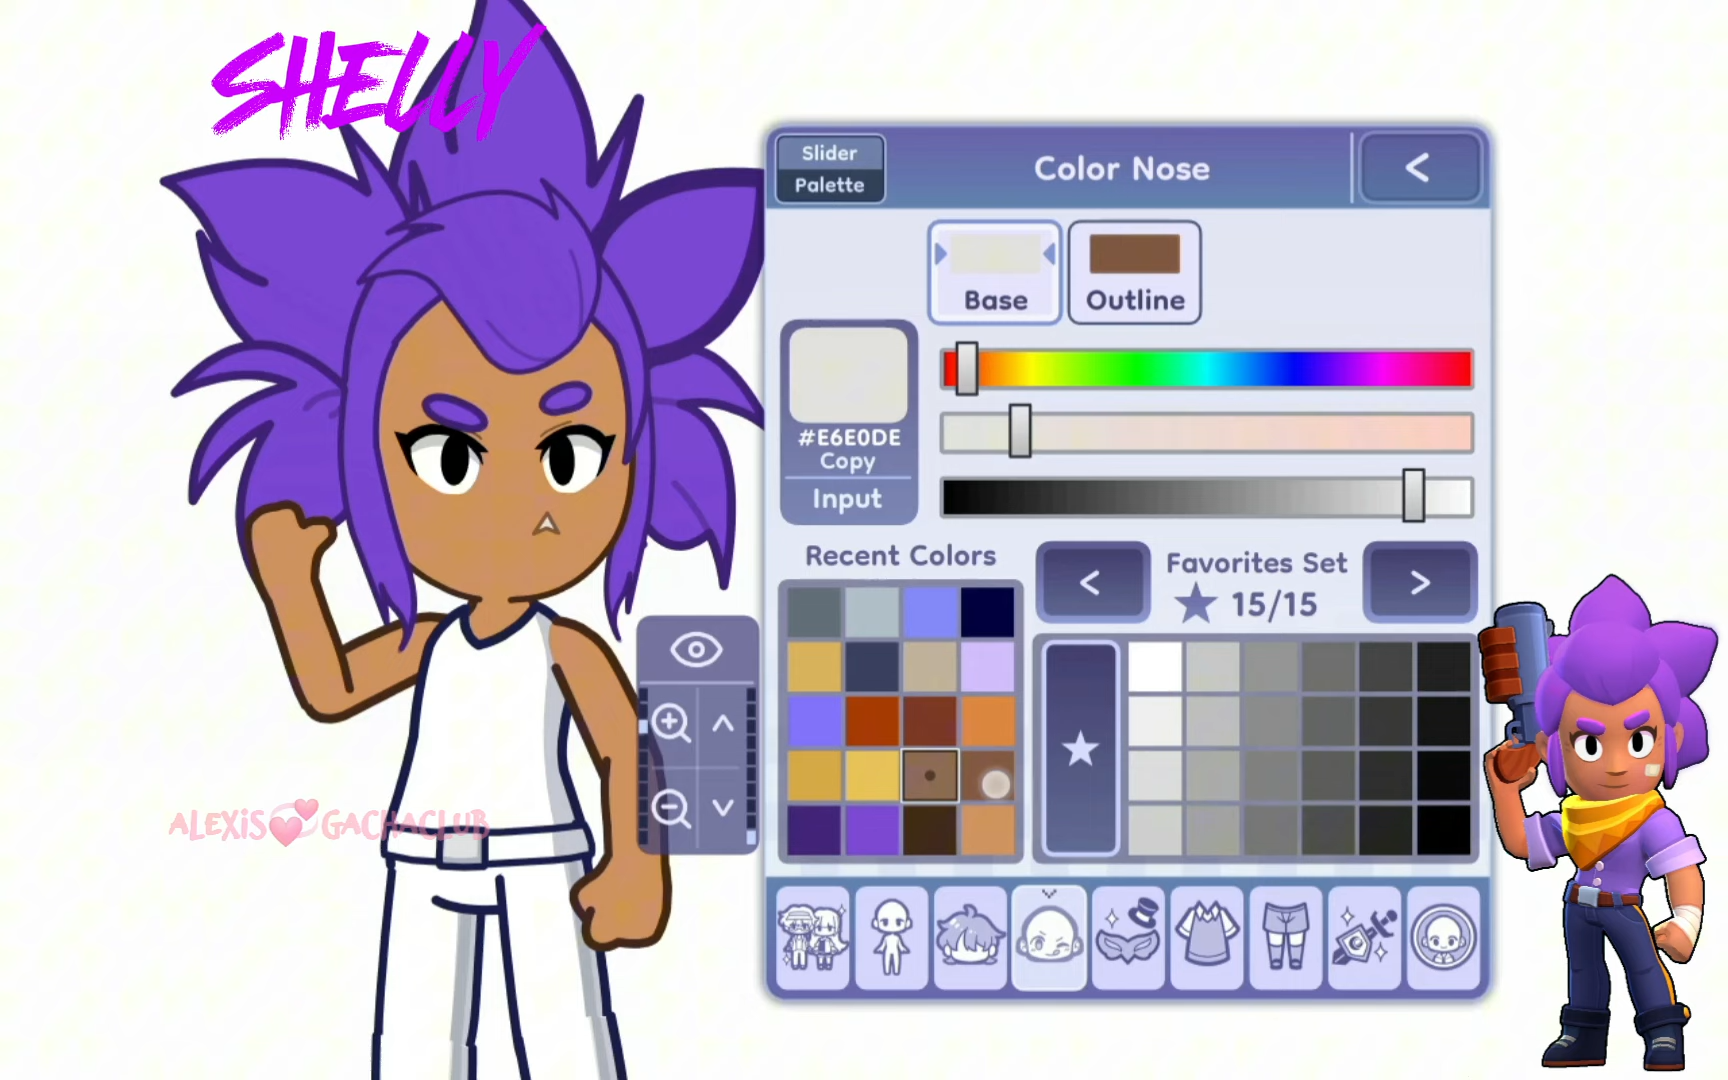 SHELLY
Slider
Palette
Color Nose
<
Base
Outline
#E6E0DE
Copy
Input
Recent Colors
<
Favorites Set
15/15
>
ALEXIS GACHACLUB